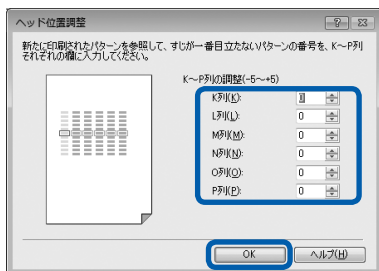 ヘッド位置調整
新たに印刷されたパターンを参照して、すじが一番目立たないパターンの番号を、K～P列
それぞれの欄に入力してください。
K～P列の調整(-5～+5)
K列(K): 0
L列(L): 0
M列(M): 0
N列(N): 0
O列(O): 0
P列(P): 0
OK
ヘルプ(H)